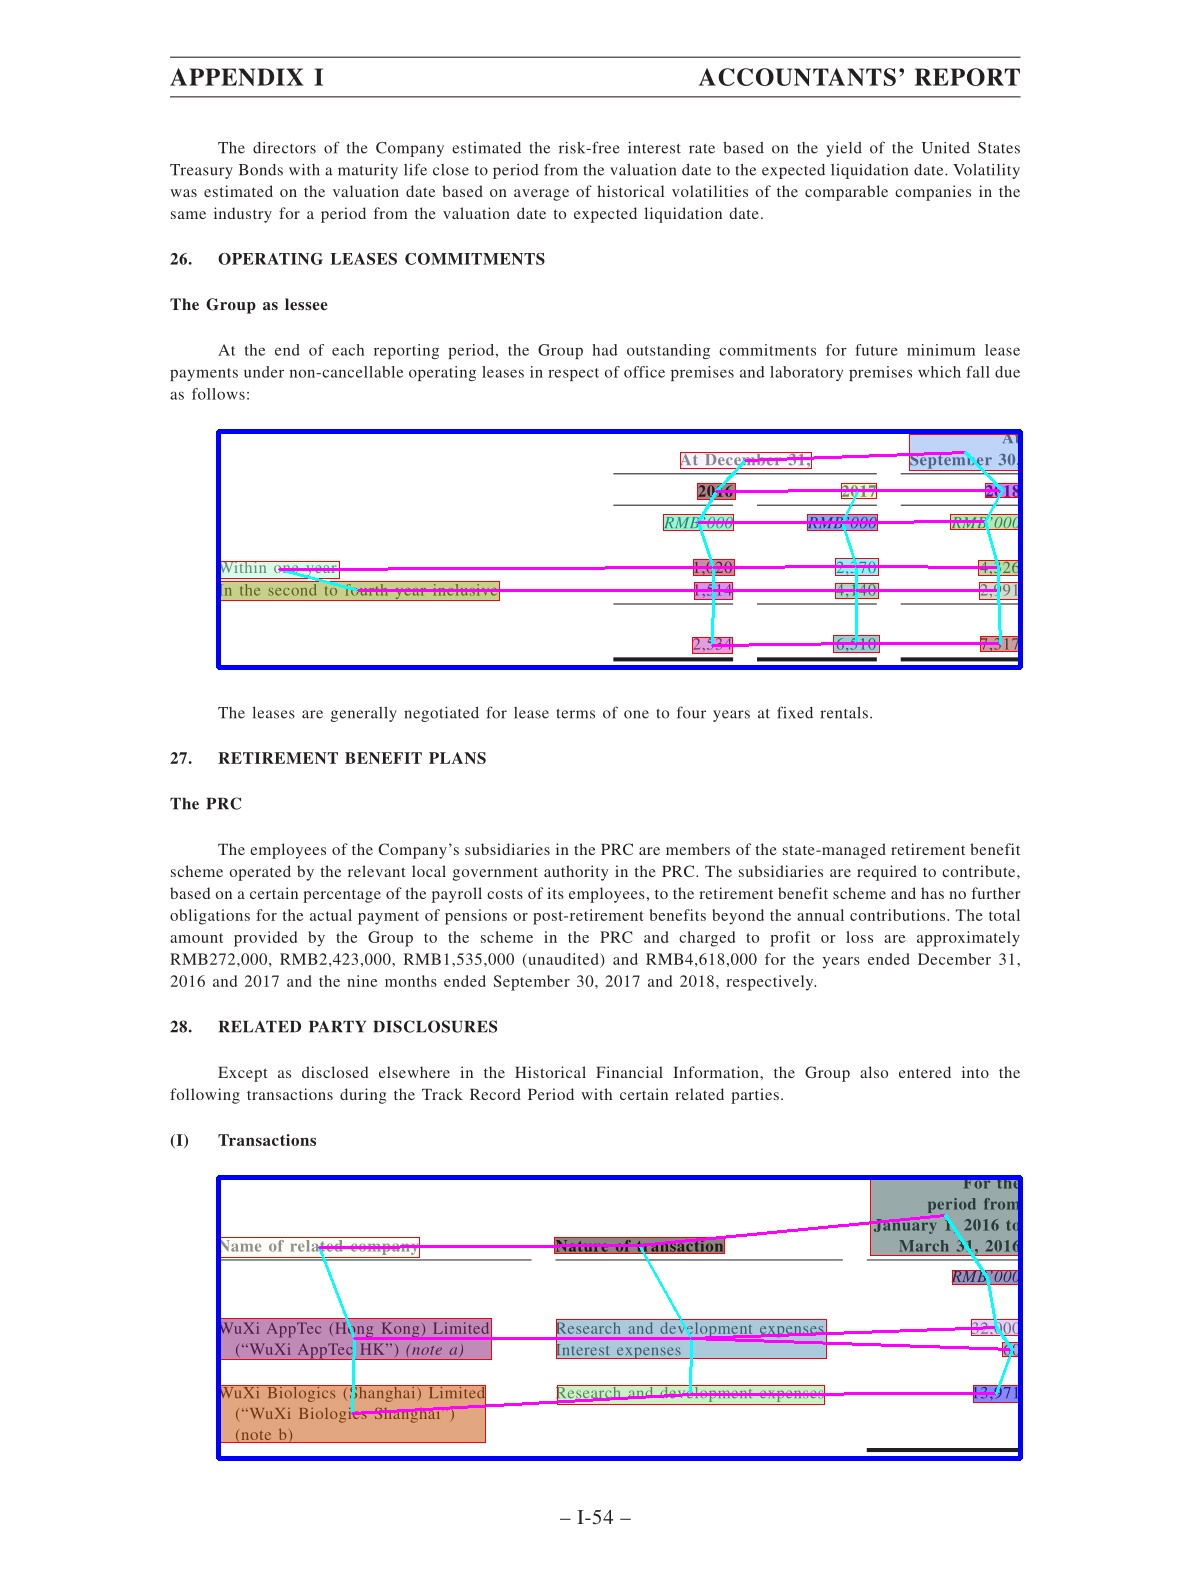 APPENDIX I ACCOUNTANTS’ REPORT
The directors of the Company estimated the risk-free interest rate based on the yield of the United States
Treasury Bonds with a maturity life close to period from the valuation date to the expected liquidation date. Volatility
was estimated on the valuation date based on average of historical volatilities of the comparable companies in the
same industry for a period from the valuation date to expected liquidation date.
26. OPERATING LEASES COMMITMENTS
The Group as lessee
At the end of each reporting period, the Group had outstanding commitments for future minimum lease
payments under non-cancellable operating leases in respect of office premises and laboratory premises which fall due
as follows:
At
At December 31, September 30,
2016 2017 2018
RMB’000 RMB’000 RMB’000
Within one year 1,020 2,370 4,326
In the second to fourth year inclusive 1,514 4,140 2,991
2,534 6,510 7,317
The leases are generally negotiated for lease terms of one to four years at fixed rentals.
27. RETIREMENT BENEFIT PLANS
The PRC
The employees of the Company’s subsidiaries in the PRC are members of the state-managed retirement benefit
scheme operated by the relevant local government authority in the PRC. The subsidiaries are required to contribute,
based on a certain percentage of the payroll costs of its employees, to the retirement benefit scheme and has no further
obligations for the actual payment of pensions or post-retirement benefits beyond the annual contributions. The total
amount provided by the Group to the scheme in the PRC and charged to profit or loss are approximately
RMB272,000, RMB2,423,000, RMB1,535,000 (unaudited) and RMB4,618,000 for the years ended December 31,
2016 and 2017 and the nine months ended September 30, 2017 and 2018, respectively.
28. RELATED PARTY DISCLOSURES
Except as disclosed elsewhere in the Historical Financial Information, the Group also entered into the
following transactions during the Track Record Period with certain related parties.
(I) Transactions
For the
period from
January 1, 2016 to
Name of related company Nature of transaction March 31, 2016
RMB’000
WuXi AppTec (Hong Kong) Limited Research and development expenses 32,000
(“WuXi AppTec HK”) (note a) Interest expenses
WuXi Biologics (Shanghai) Limited Research and development expenses 13,971
(“WuXi Biologics Shanghai”)
(note b)
– I-54 –